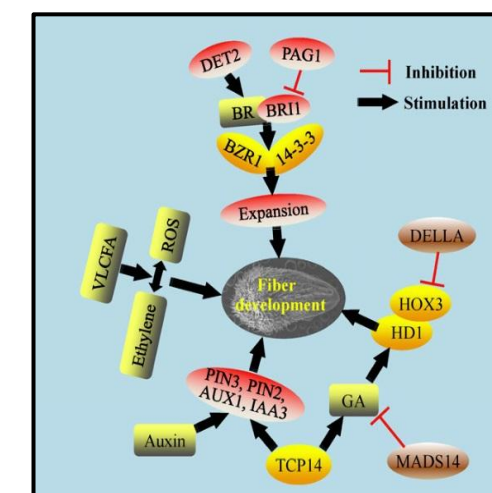 DET2
PAG1
Inhibition
Stimulation
BR
BRI1
BZR1
14-3-3
Expansion
DELLA
VLCFA
ROS
Ethylene
Fiber
development
HOX3
HD1
PIN3, PIN2,
AUX1, IAA3
GA
Auxin
TCP14
MADS14